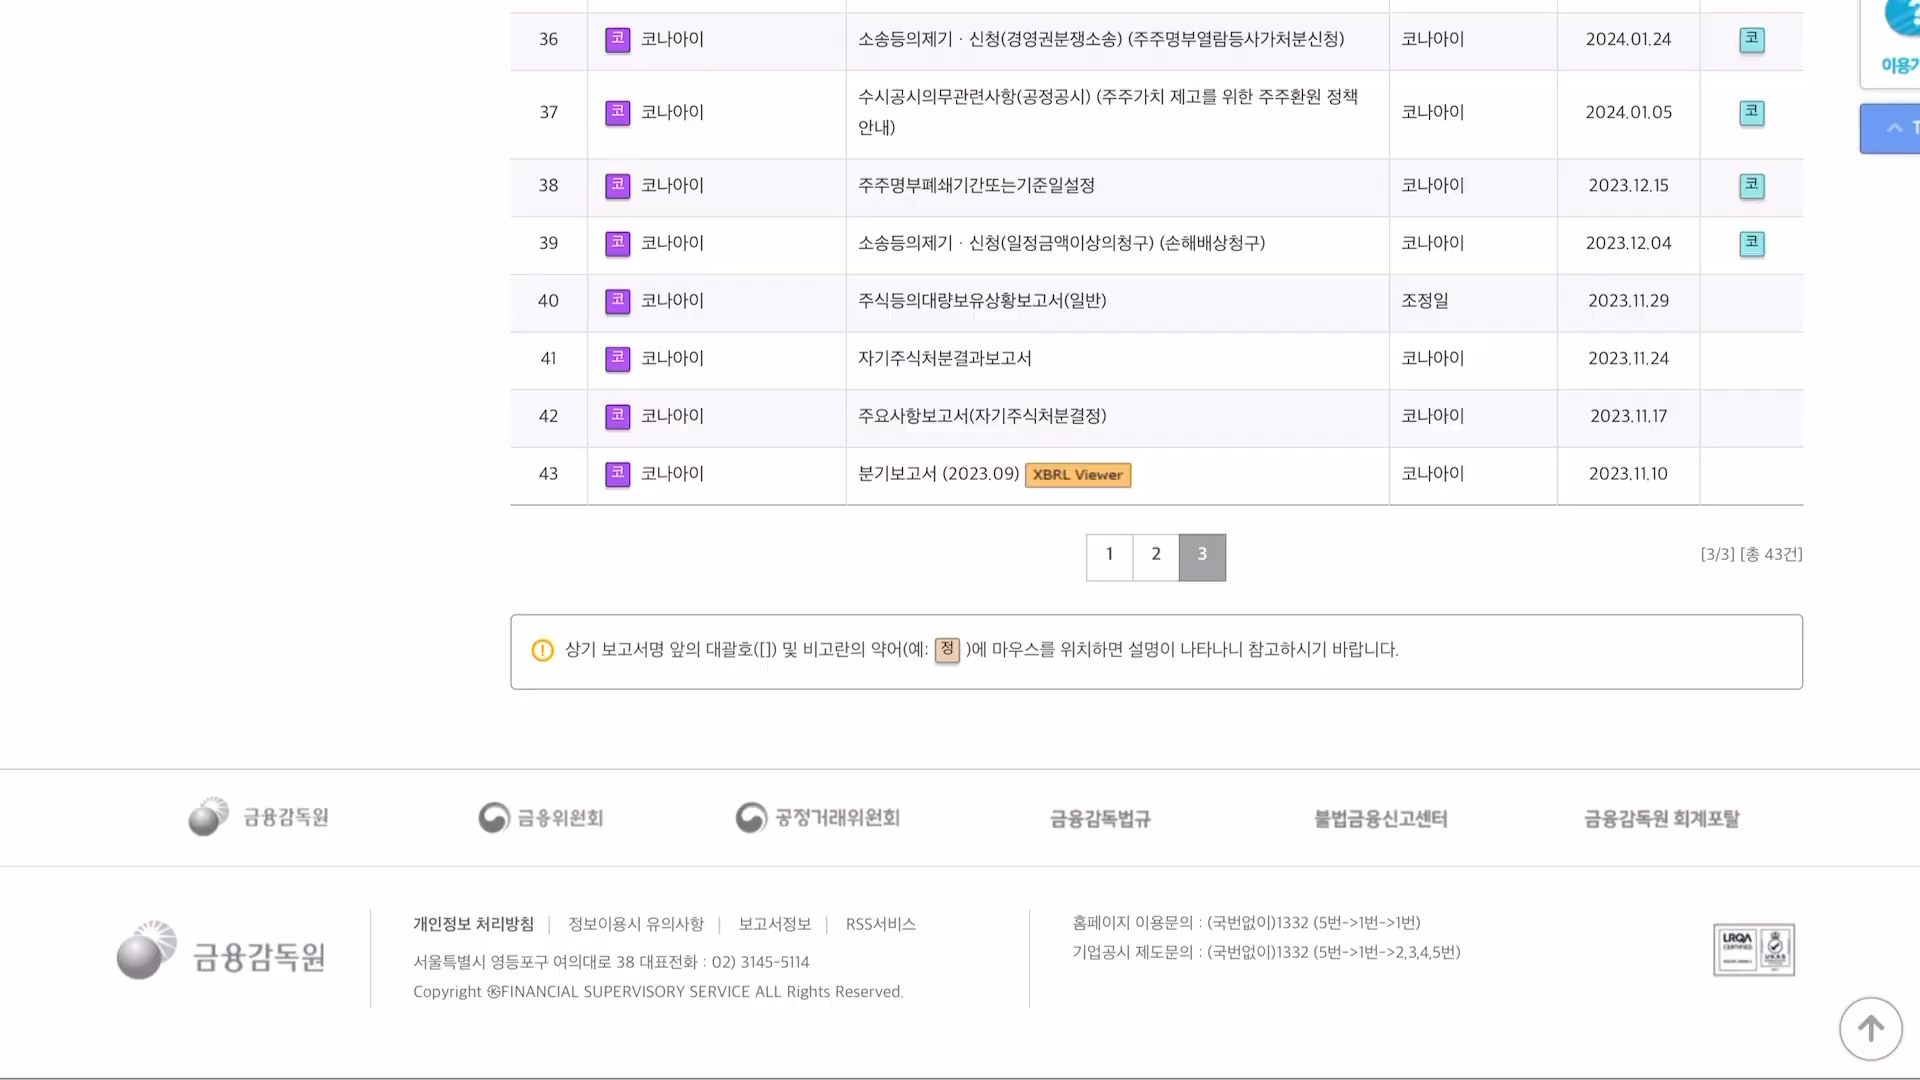 36 코 코나아이 소송등의제기ㆍ신청(경영권분쟁소송) (주주명부열람등사가처분신청) 코나아이 2024.01.24 코
이용가
37 코 코나아이 수시공시의무관련사항(공정공시) (주주가치 제고를 위한 주주환원 정책 안내) 코나아이 2024.01.05 코
38 코 코나아이 주주명부폐쇄기간또는기준일설정 코나아이 2023.12.15 코
39 코 코나아이 소송등의제기ㆍ신청(일정금액이상의청구) (손해배상청구) 코나아이 2023.12.04 코
40 코 코나아이 주식등의대량보유상황보고서(일반) 조정일 2023.11.29
41 코 코나아이 자기주식처분결과보고서 코나아이 2023.11.24
42 코 코나아이 주요사항보고서(자기주식처분결정) 코나아이 2023.11.17
43 코 코나아이 분기보고서 (2023.09) XBRL Viewer 코나아이 2023.11.10
1 2 3 [3/3] [총 43건]
상기 보고서명 앞의 대괄호([]) 및 비고란의 약어(예: 정 )에 마우스를 위치하면 설명이 나타나니 참고하시기 바랍니다.
금융감독원 금융위원회 공정거래위원회 금융감독법규 불법금융신고센터 금융감독원 회계포탈
금융감독원
개인정보 처리방침 | 정보이용시 유의사항 | 보고서정보 | RSS서비스
서울특별시 영등포구 여의대로 38 대표전화 : 02) 3145-5114
Copyright ㉿FINANCIAL SUPERVISORY SERVICE ALL Rights Reserved.
홈페이지 이용문의 : (국번없이)1332 (5번->1번->1번)
기업공시 제도문의 : (국번없이)1332 (5번->1번->2,3,4,5번)
LRQA CERTIFIED
UKAS